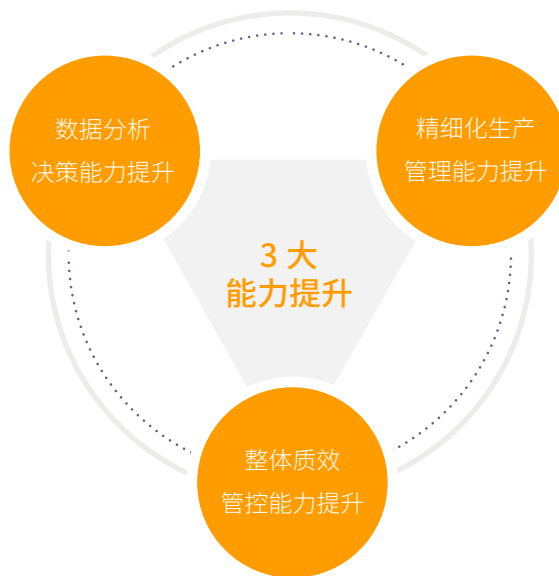 数据分析
决策能力提升
精细化生产
管理能力提升
3 大
能力提升
整体质效
管控能力提升